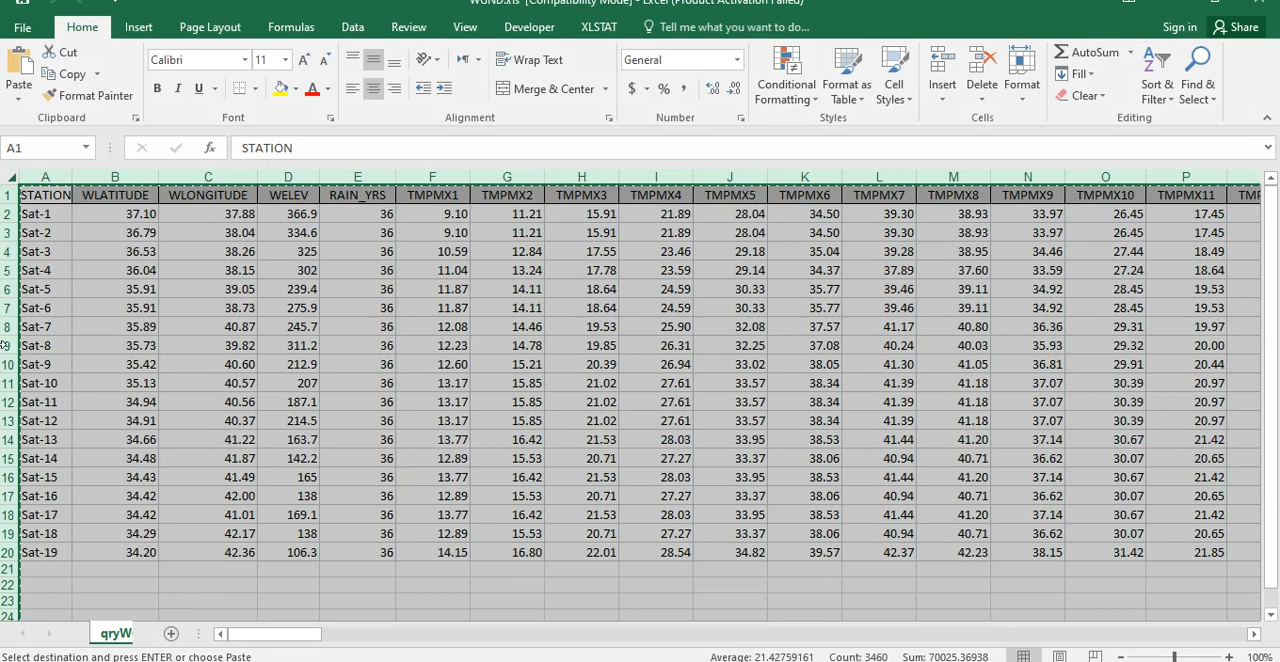 WGND.xls [Compatibility Mode] - Excel (Product Activation Failed)
File Home Insert Page Layout Formulas Data Review View Developer XLSTAT Tell me what you want to do... Sign in Share
Cut
Copy
Format Painter
Paste
Clipboard
Calibri 11
B I U
Font
Wrap Text
Merge & Center
Alignment
General
$ % ,
Number
Conditional Formatting
Format as Table
Cell Styles
Styles
Insert
Delete
Format
Cells
AutoSum
Fill
Clear
Sort & Filter
Find & Select
Editing
A1 fx STATION
A B C D E F G H I J K L M N O P
1 STATION WLATITUDE WLONGITUDE WELEV RAIN_YRS TMPMX1 TMPMX2 TMPMX3 TMPMX4 TMPMX5 TMPMX6 TMPMX7 TMPMX8 TMPMX9 TMPMX10 TMPMX11
2 Sat-1 37.10 37.88 366.9 36 9.10 11.21 15.91 21.89 28.04 34.50 39.30 38.93 33.97 26.45 17.45
3 Sat-2 36.79 38.04 334.6 36 9.10 11.21 15.91 21.89 28.04 34.50 39.30 38.93 33.97 26.45 17.45
4 Sat-3 36.53 38.26 325 36 10.59 12.84 17.55 23.46 29.18 35.04 39.28 38.95 34.46 27.44 18.49
5 Sat-4 36.04 38.15 302 36 11.04 13.24 17.78 23.59 29.14 34.37 37.89 37.60 33.59 27.24 18.64
6 Sat-5 35.91 39.05 239.4 36 11.87 14.11 18.64 24.59 30.33 35.77 39.46 39.11 34.92 28.45 19.53
7 Sat-6 35.91 38.73 275.9 36 11.87 14.11 18.64 24.59 30.33 35.77 39.46 39.11 34.92 28.45 19.53
8 Sat-7 35.89 40.87 245.7 36 12.08 14.46 19.53 25.90 32.08 37.57 41.17 40.80 36.36 29.31 19.97
9 Sat-8 35.73 39.82 311.2 36 12.23 14.78 19.85 26.31 32.25 37.08 40.24 40.03 35.93 29.32 20.00
10 Sat-9 35.42 40.60 212.9 36 12.60 15.21 20.39 26.94 33.02 38.05 41.30 41.05 36.81 29.91 20.44
11 Sat-10 35.13 40.57 207 36 13.17 15.85 21.02 27.61 33.57 38.34 41.39 41.18 37.07 30.39 20.97
12 Sat-11 34.94 40.56 187.1 36 13.17 15.85 21.02 27.61 33.57 38.34 41.39 41.18 37.07 30.39 20.97
13 Sat-12 34.91 40.37 214.5 36 13.17 15.85 21.02 27.61 33.57 38.34 41.39 41.18 37.07 30.39 20.97
14 Sat-13 34.66 41.22 163.7 36 13.77 16.42 21.53 28.03 33.95 38.53 41.44 41.20 37.14 30.67 21.42
15 Sat-14 34.48 41.87 142.2 36 12.89 15.53 20.71 27.27 33.37 38.06 40.94 40.71 36.62 30.07 20.65
16 Sat-15 34.43 41.49 165 36 13.77 16.42 21.53 28.03 33.95 38.53 41.44 41.20 37.14 30.67 21.42
17 Sat-16 34.42 42.00 138 36 12.89 15.53 20.71 27.27 33.37 38.06 40.94 40.71 36.62 30.07 20.65
18 Sat-17 34.42 41.01 169.1 36 13.77 16.42 21.53 28.03 33.95 38.53 41.44 41.20 37.14 30.67 21.42
19 Sat-18 34.29 42.17 138 36 12.89 15.53 20.71 27.27 33.37 38.06 40.94 40.71 36.62 30.07 20.65
20 Sat-19 34.20 42.36 106.3 36 14.15 16.80 22.01 28.54 34.82 39.57 42.37 42.23 38.15 31.42 21.85
21
22
23
24
qryW
Select destination and press ENTER or choose Paste Average: 21.42759161 Count: 3460 Sum: 70025.36938 100%